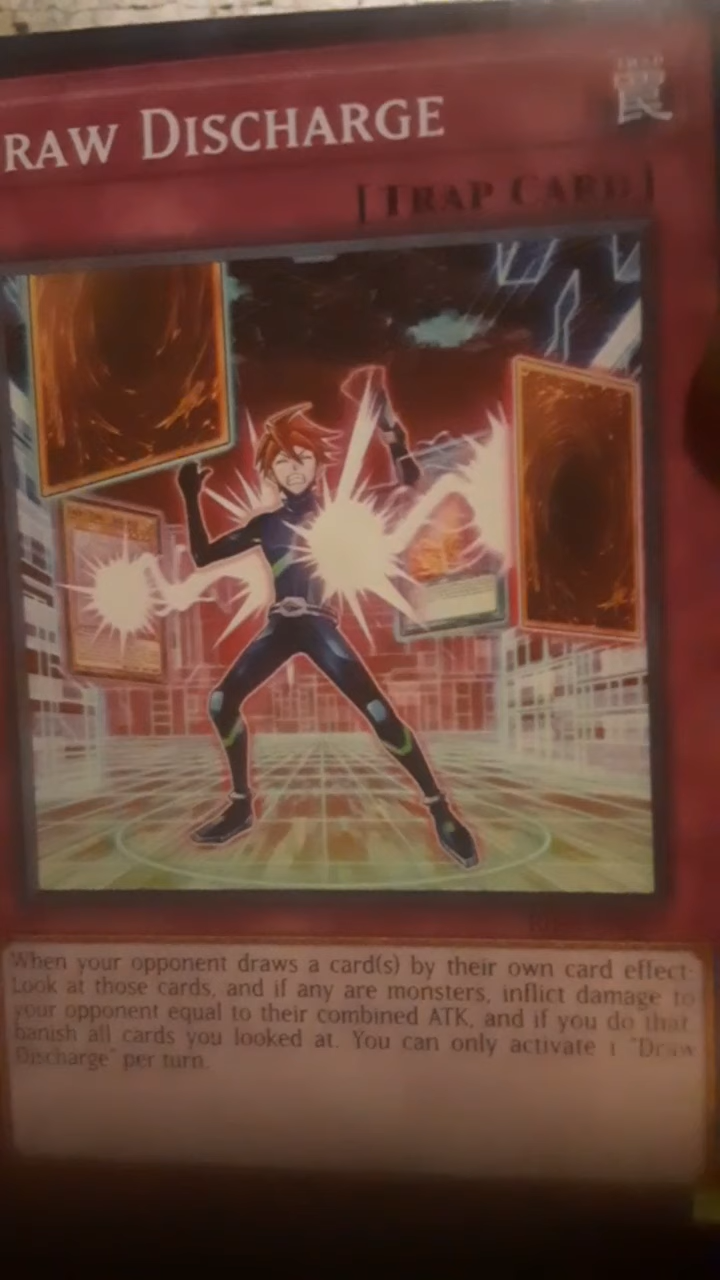 RAW DISCHARGE
TRAP
罠
[TRAP CARD]
When your opponent draws a card(s) by their own card effect:
Look at those cards, and if any are monsters, inflict damage to
your opponent equal to their combined ATK, and if you do that,
banish all cards you looked at. You can only activate 1 "Draw
Discharge" per turn.